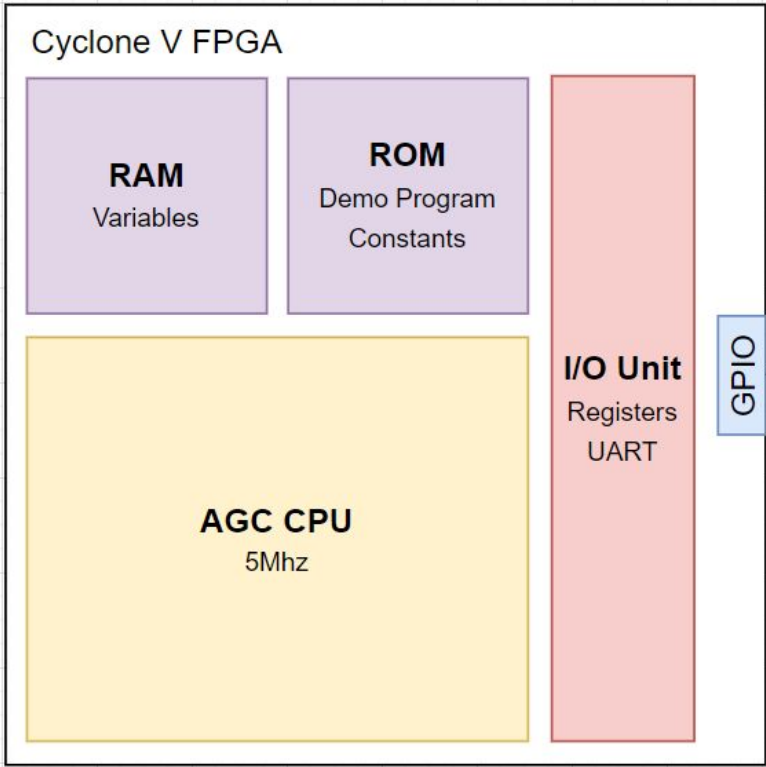 Cyclone V FPGA
RAM
Variables
ROM
Demo Program
Constants
AGC CPU
5Mhz
I/O Unit
Registers
UART
GPIO